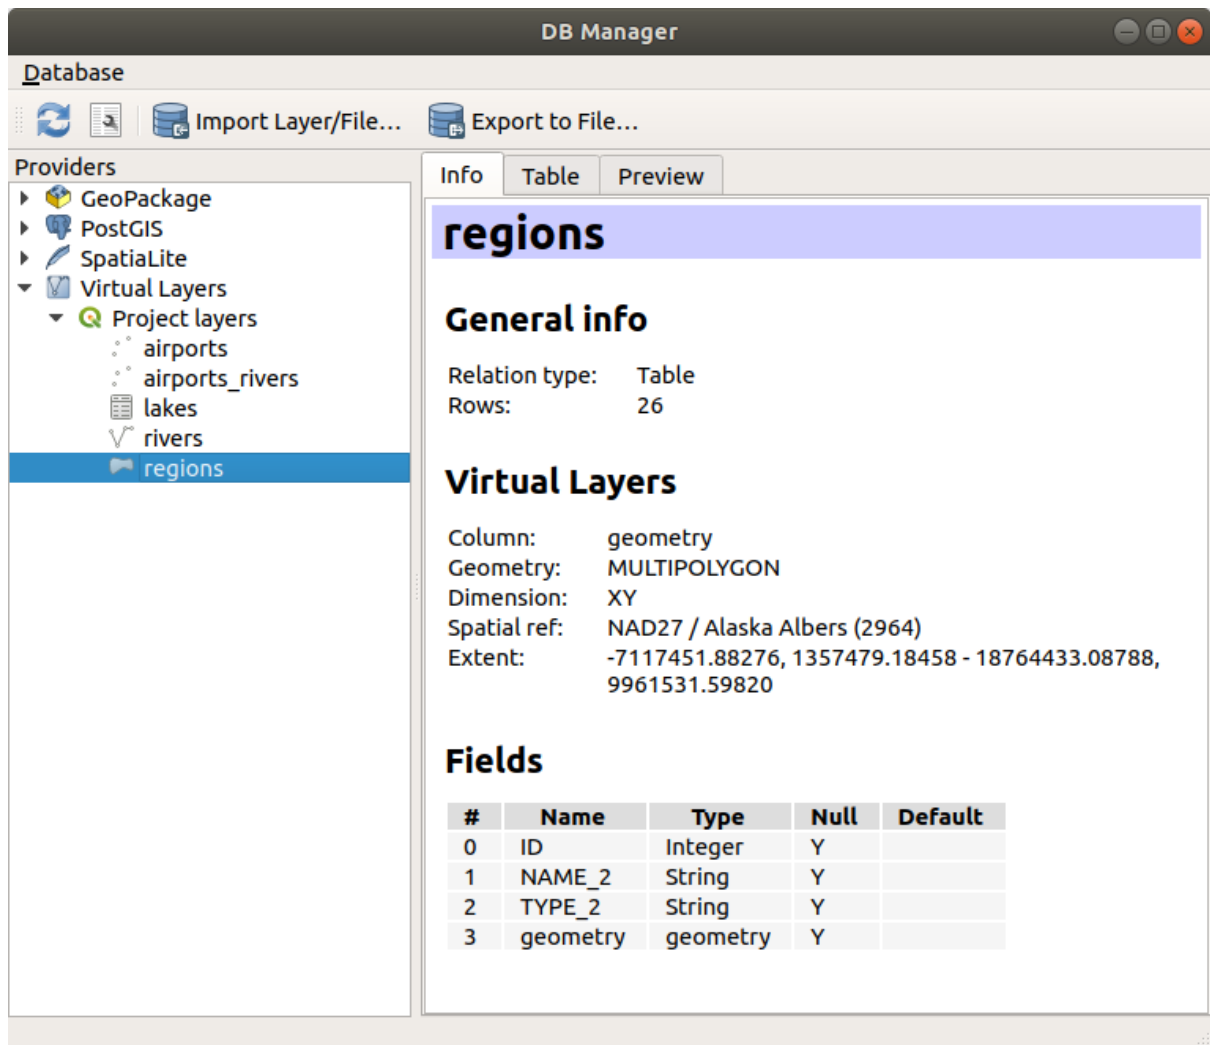 DB Manager
Database
Import Layer/File... Export to File...
Providers
GeoPackage
PostGIS
SpatiaLite
Virtual Layers
Project layers
airports
airports_rivers
lakes
rivers
regions
Info Table Preview
regions
General info
Relation type: Table
Rows: 26
Virtual Layers
Column: geometry
Geometry: MULTIPOLYGON
Dimension: XY
Spatial ref: NAD27 / Alaska Albers (2964)
Extent: -7117451.88276, 1357479.18458 - 18764433.08788,
9961531.59820
Fields
# Name Type Null Default
0 ID Integer Y
1 NAME_2 String Y
2 TYPE_2 String Y
3 geometry geometry Y